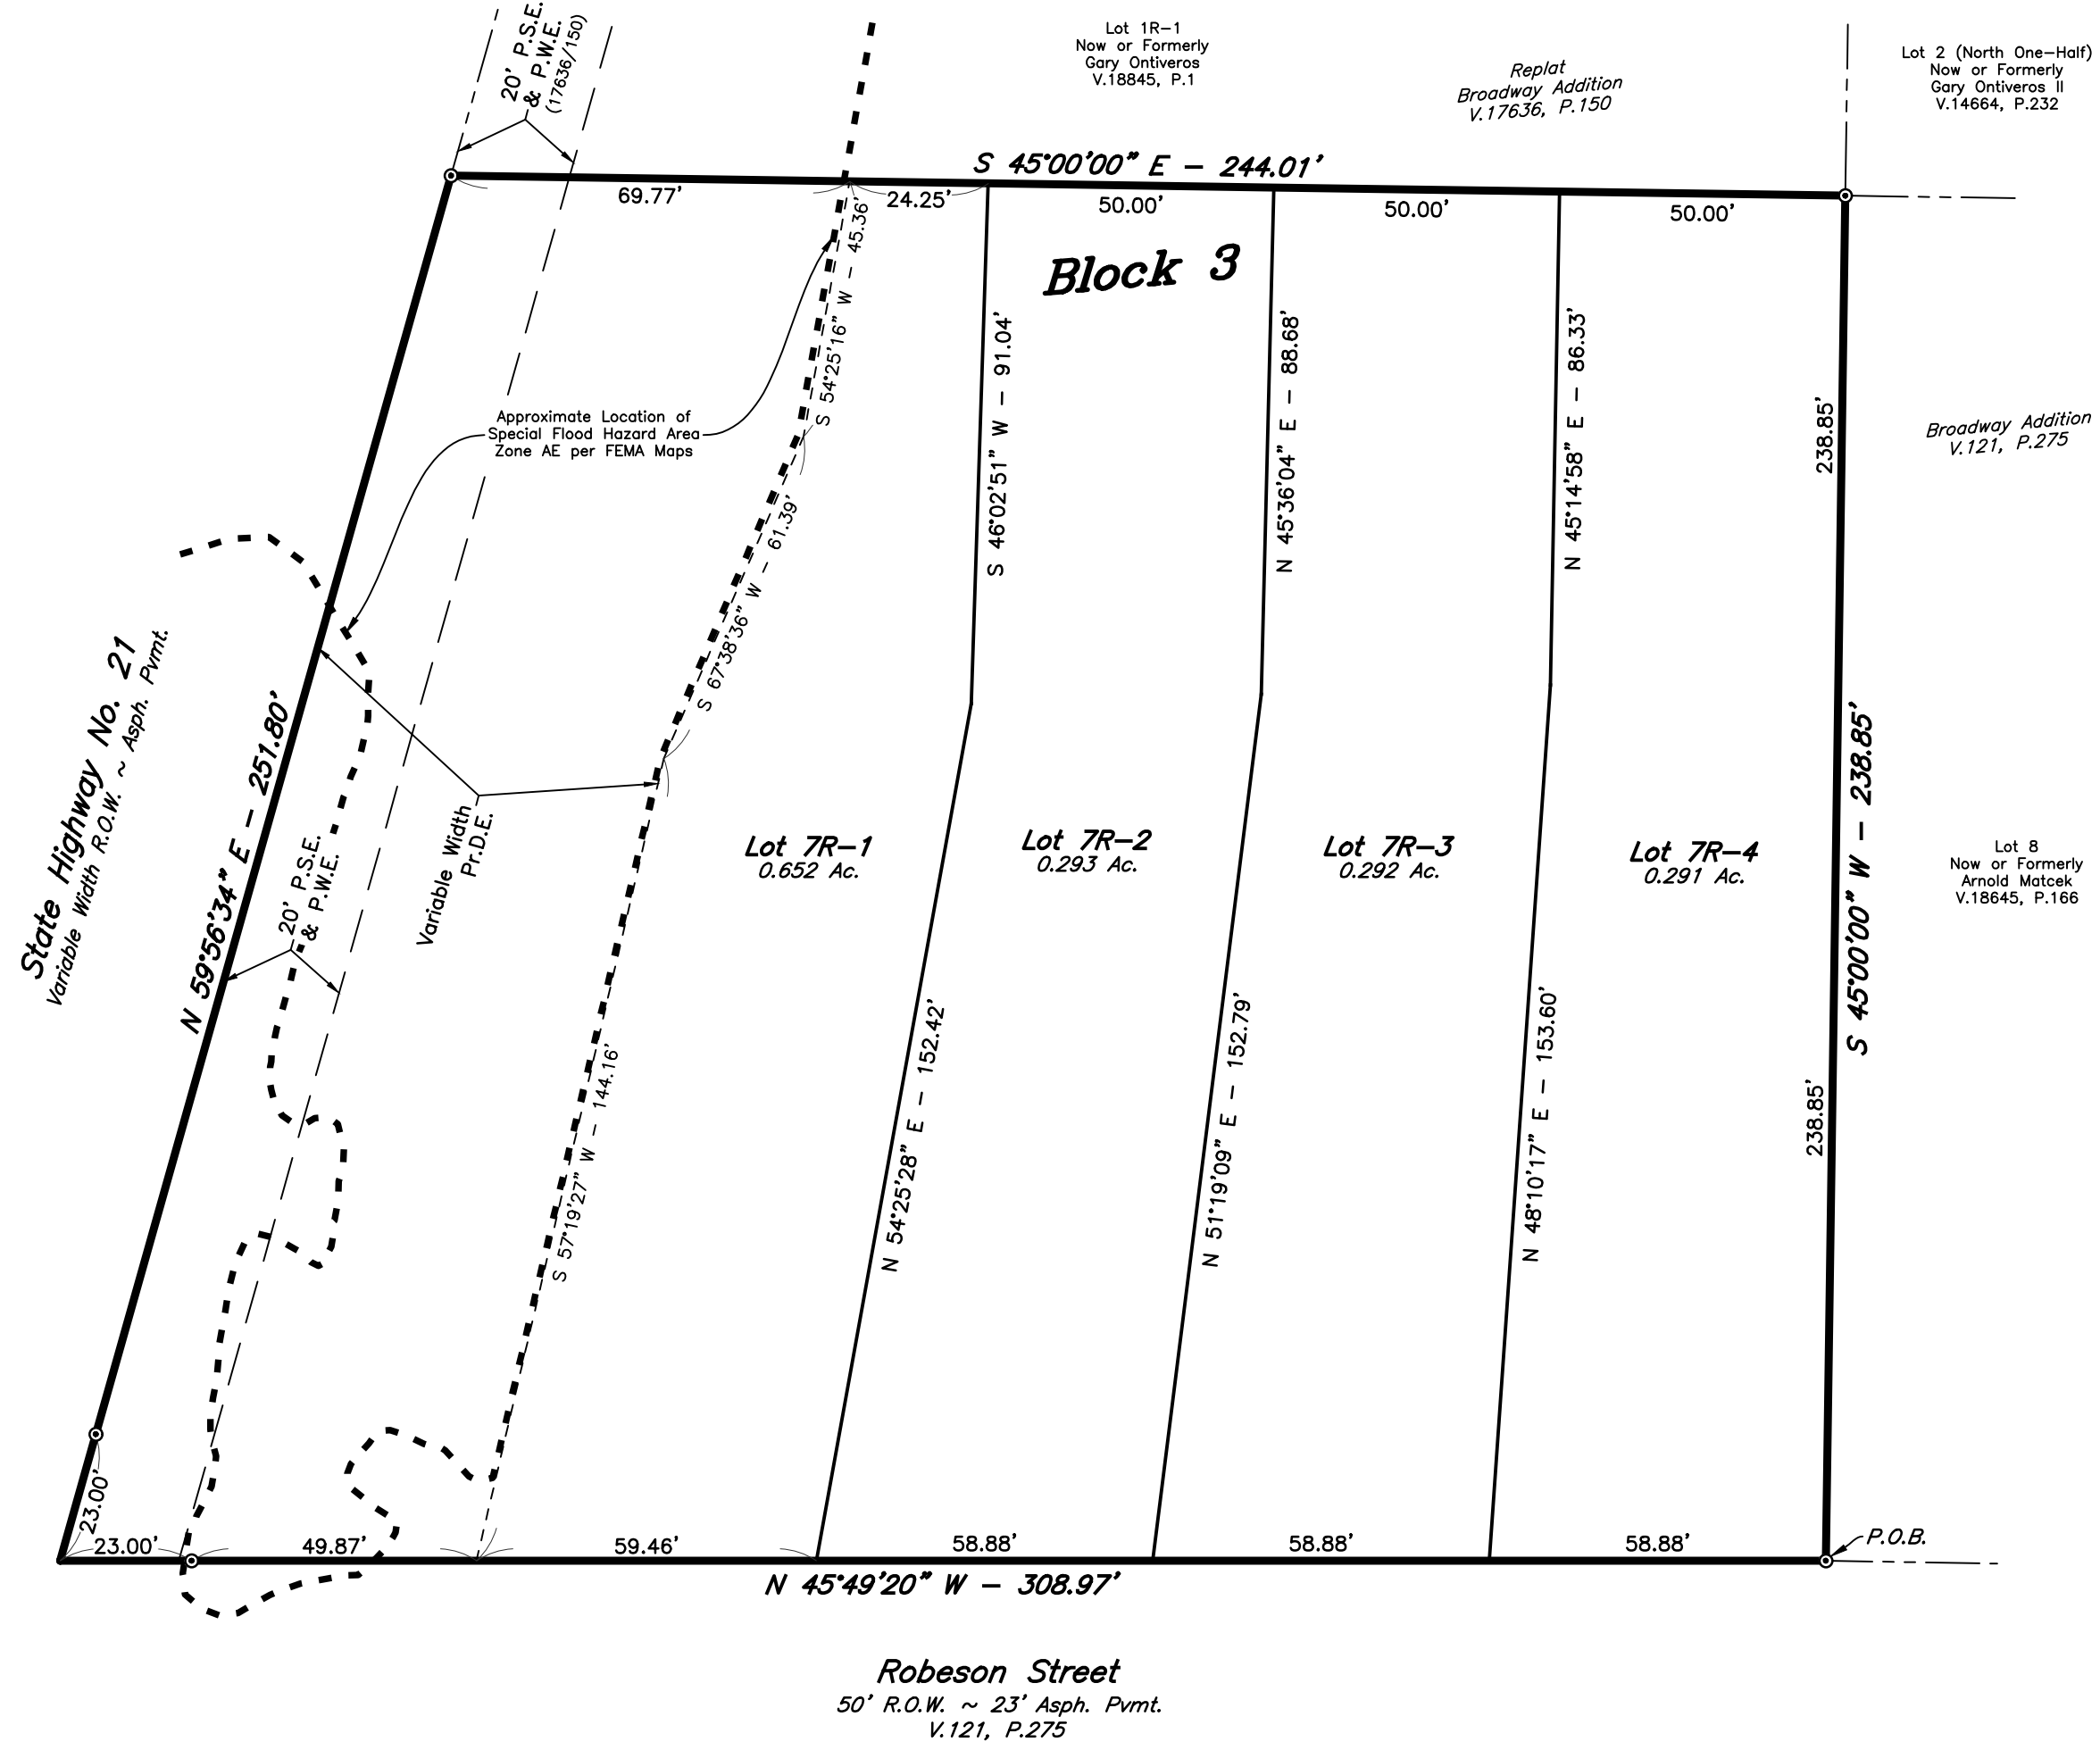 20' P.S.E.
& P.W.E.
(17636/150)
Lot 1R-1
Now or Formerly
Gary Ontiveros
V.18845, P.1
Replat
Broadway Addition
V.17636, P.150
Lot 2 (North One-Half)
Now or Formerly
Gary Ontiveros II
V.14664, P.232
S 45°00'00" E - 244.01'
69.77'
24.25'
50.00'
50.00'
50.00'
Block 3
S 54°25'16" W - 45.36'
S 46°02'51" W - 91.04'
N 45°36'04" E - 88.68'
N 45°14'58" E - 86.33'
238.85'
Broadway Addition
V.121, P.275
Approximate Location of
Special Flood Hazard Area
Zone AE per FEMA Maps
S 67°38'36" W - 61.39'
State Highway No. 21
Variable Width R.O.W. ~ Asph. Pvmt.
N 59°56'34" E - 251.80'
20' P.S.E.
& P.W.E.
Variable Width
Pr.D.E.
Lot 7R-1
0.652 Ac.
Lot 7R-2
0.293 Ac.
Lot 7R-3
0.292 Ac.
Lot 7R-4
0.291 Ac.
S 45°00'00" W - 238.85'
Lot 8
Now or Formerly
Arnold Matcek
V.18645, P.166
S 57°19'27" W - 144.16'
N 54°25'28" E - 152.42'
N 51°19'09" E - 152.79'
N 48°10'17" E - 153.60'
238.85'
23.00'
23.00'
49.87'
59.46'
58.88'
58.88'
58.88'
P.O.B.
N 45°49'20" W - 308.97'
Robeson Street
50' R.O.W. ~ 23' Asph. Pvmt.
V.121, P.275